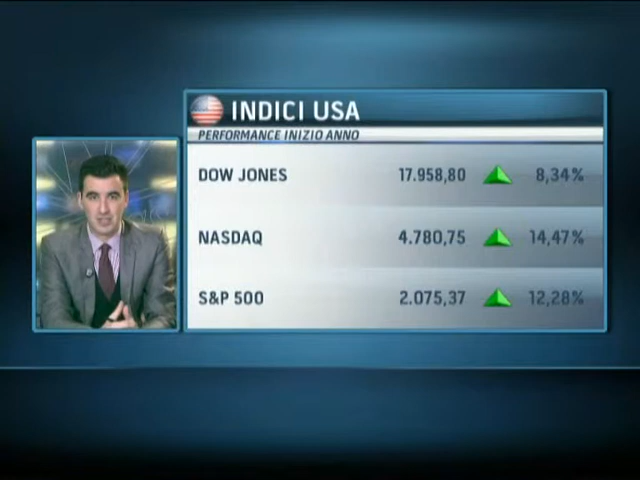 INDICI USA
PERFORMANCE INIZIO ANNO
DOW JONES 17.958,80 8,34%
NASDAQ 4.780,75 14,47%
S&P 500 2.075,37 12,28%